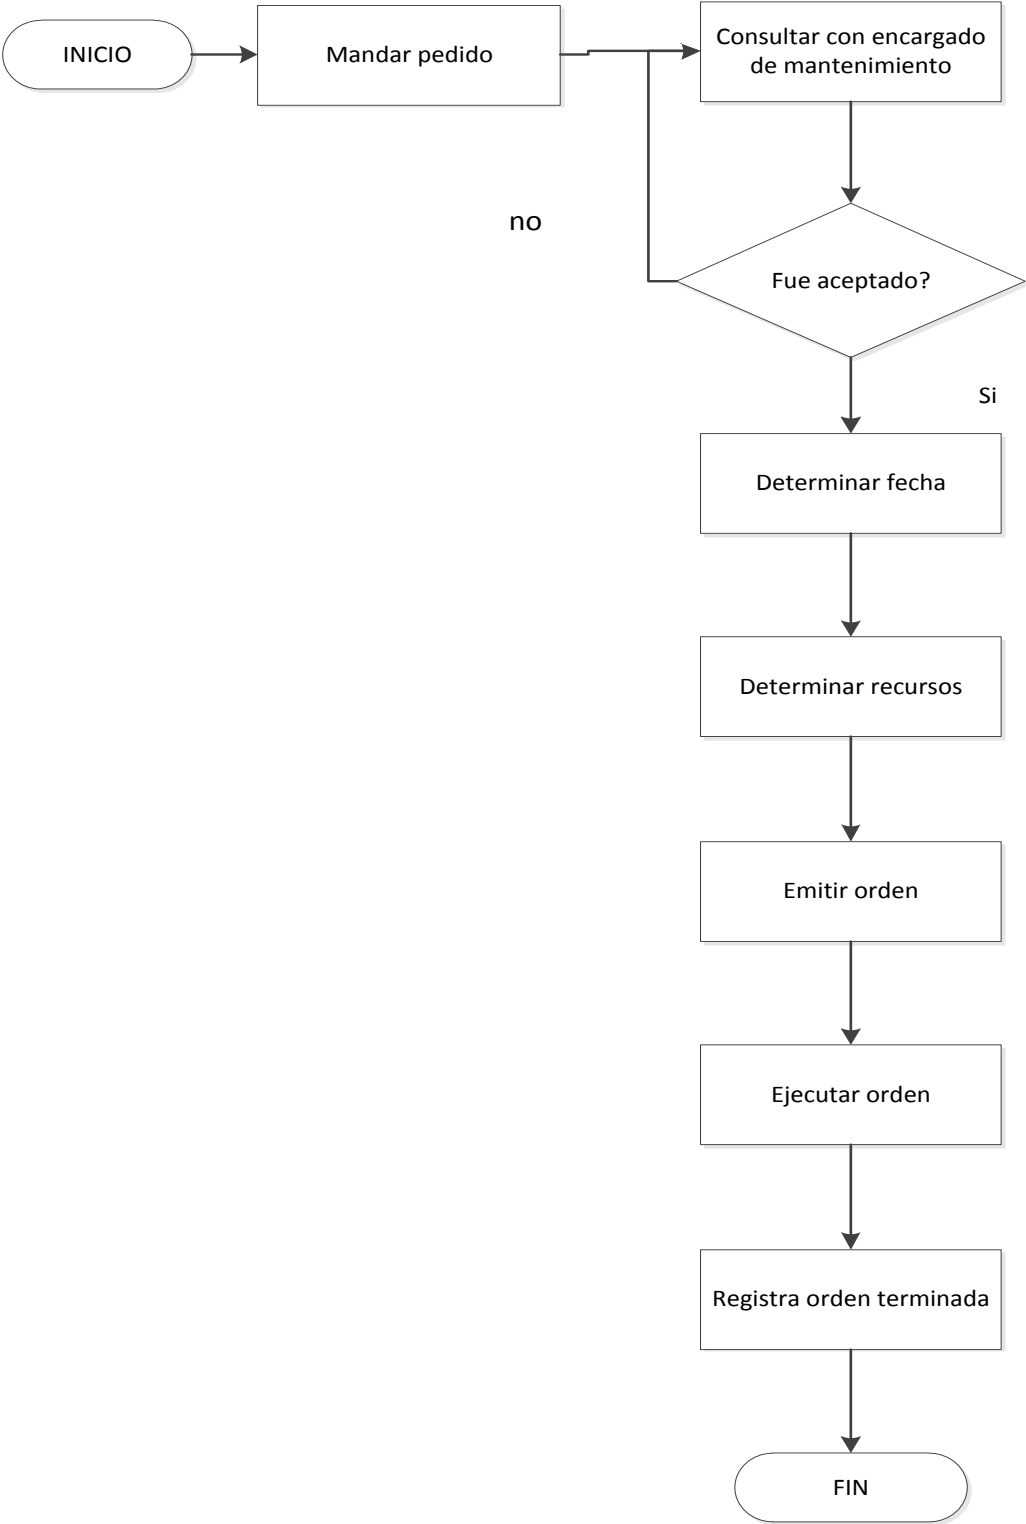 INICIO
Mandar pedido
Consultar con encargado
de mantenimiento
no
Fue aceptado?
Si
Determinar fecha
Determinar recursos
Emitir orden
Ejecutar orden
Registra orden terminada
FIN